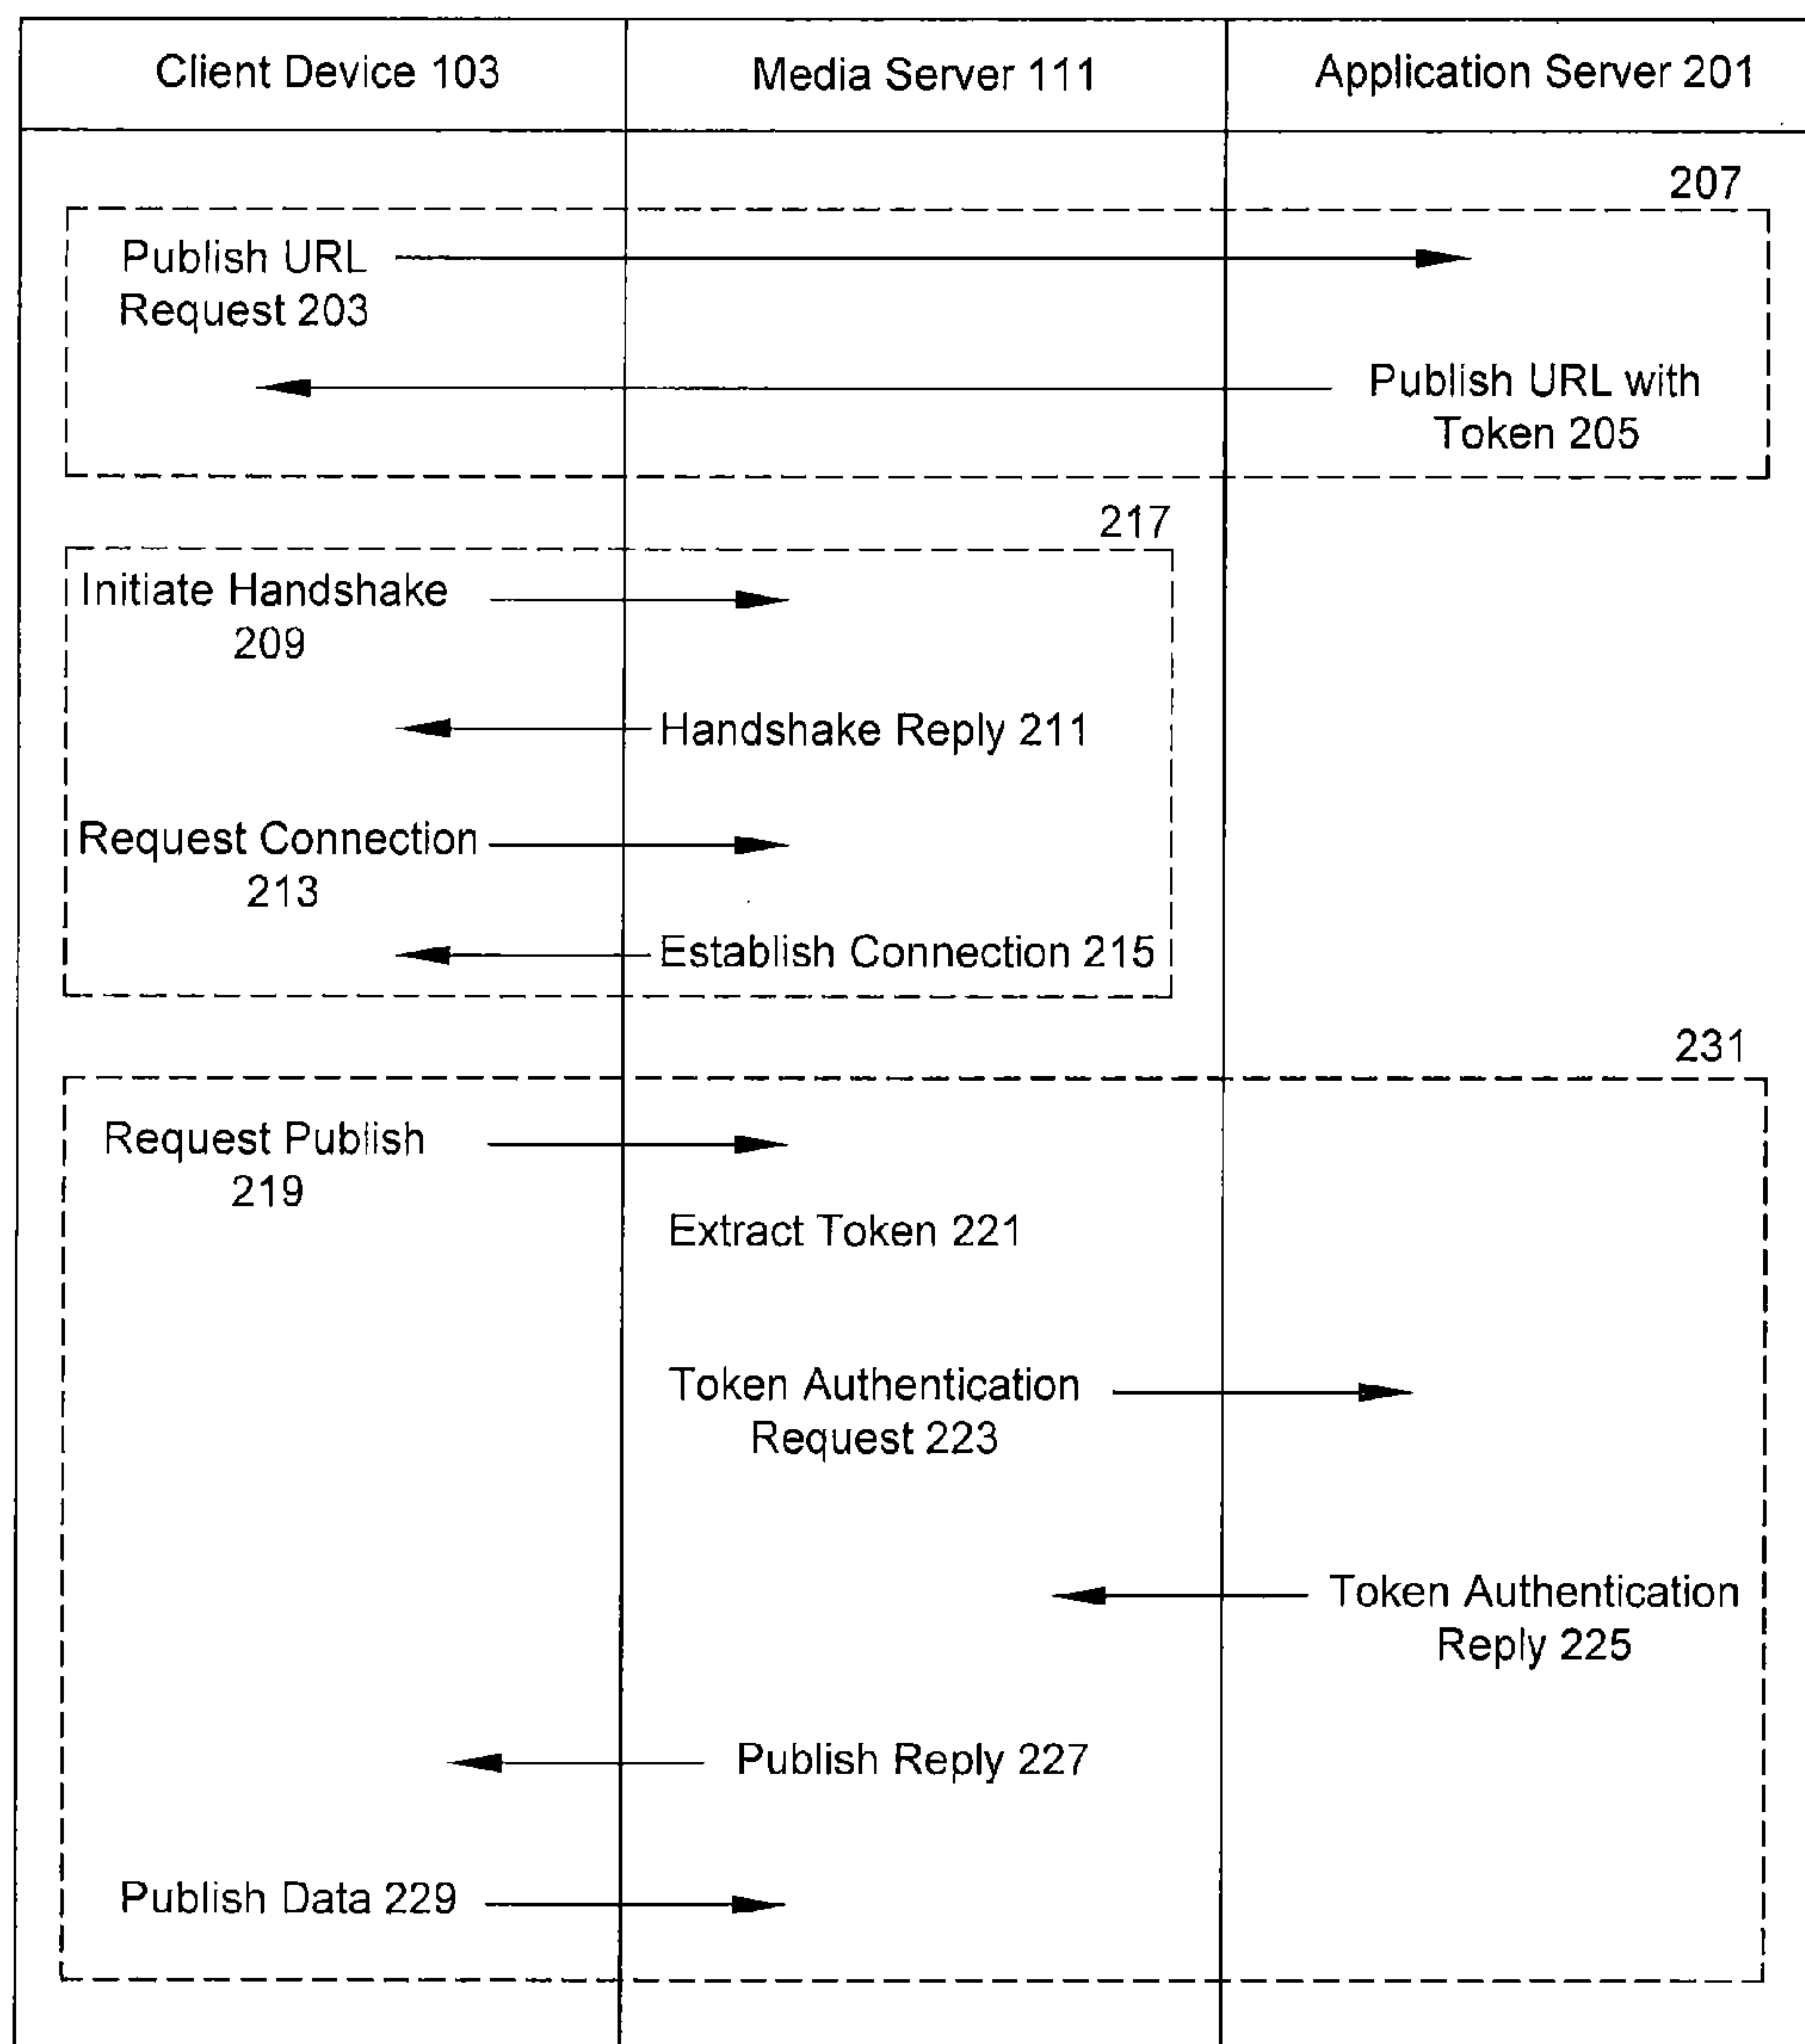 Client Device 103
Media Server 111
Application Server 201
207
Publish URL
Request 203
Publish URL with
Token 205
217
Initiate Handshake
209
Handshake Reply 211
Request Connection
213
Establish Connection 215
231
Request Publish
219
Extract Token 221
Token Authentication
Request 223
Token Authentication
Reply 225
Publish Reply 227
Publish Data 229